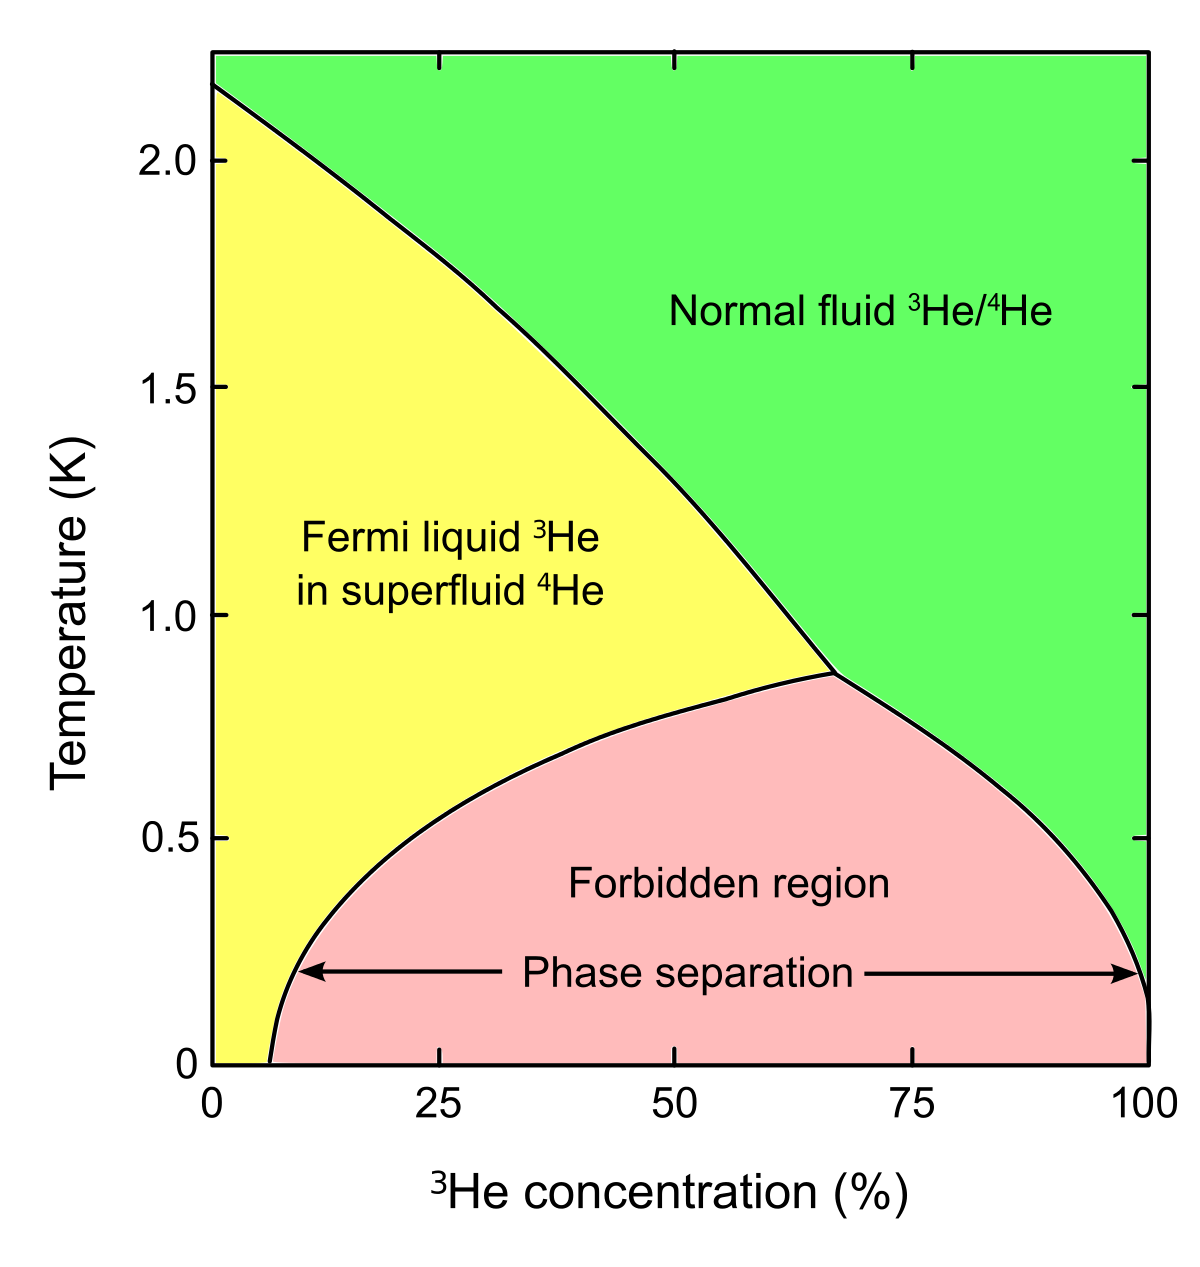 2.0
Normal fluid ³He/⁴He
1.5
Fermi liquid ³He
in superfluid ⁴He
1.0
Temperature (K)
0.5
Forbidden region
Phase separation
0
0 25 50 75 100
³He concentration (%)